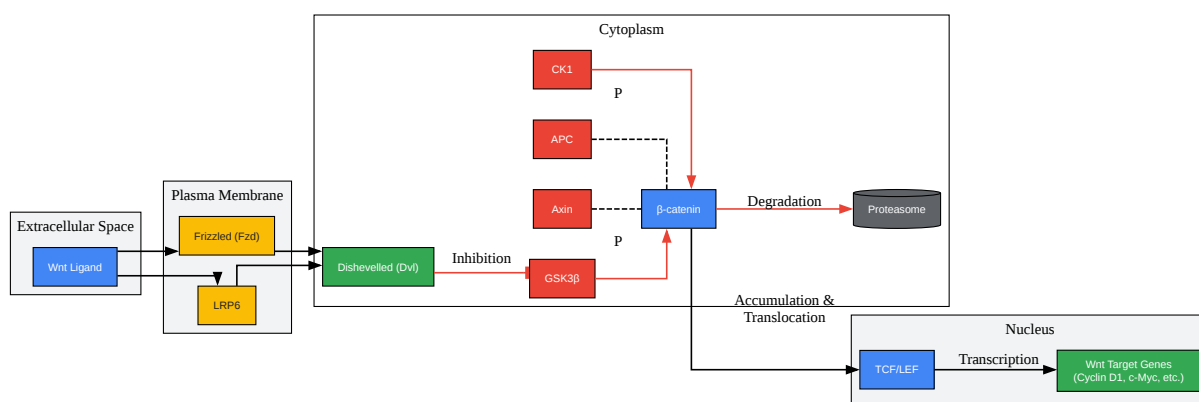 Cytoplasm
CK1
P
APC
Plasma Membrane
Extracellular Space
Axin
β-catenin
Degradation
Proteasome
Frizzled (Fzd)
P
Wnt Ligand
Dishevelled (Dvl)
Inhibition
GSK3β
LRP6
Accumulation &
Translocation
Nucleus
TCF/LEF
Transcription
Wnt Target Genes
(Cyclin D1, c-Myc, etc.)